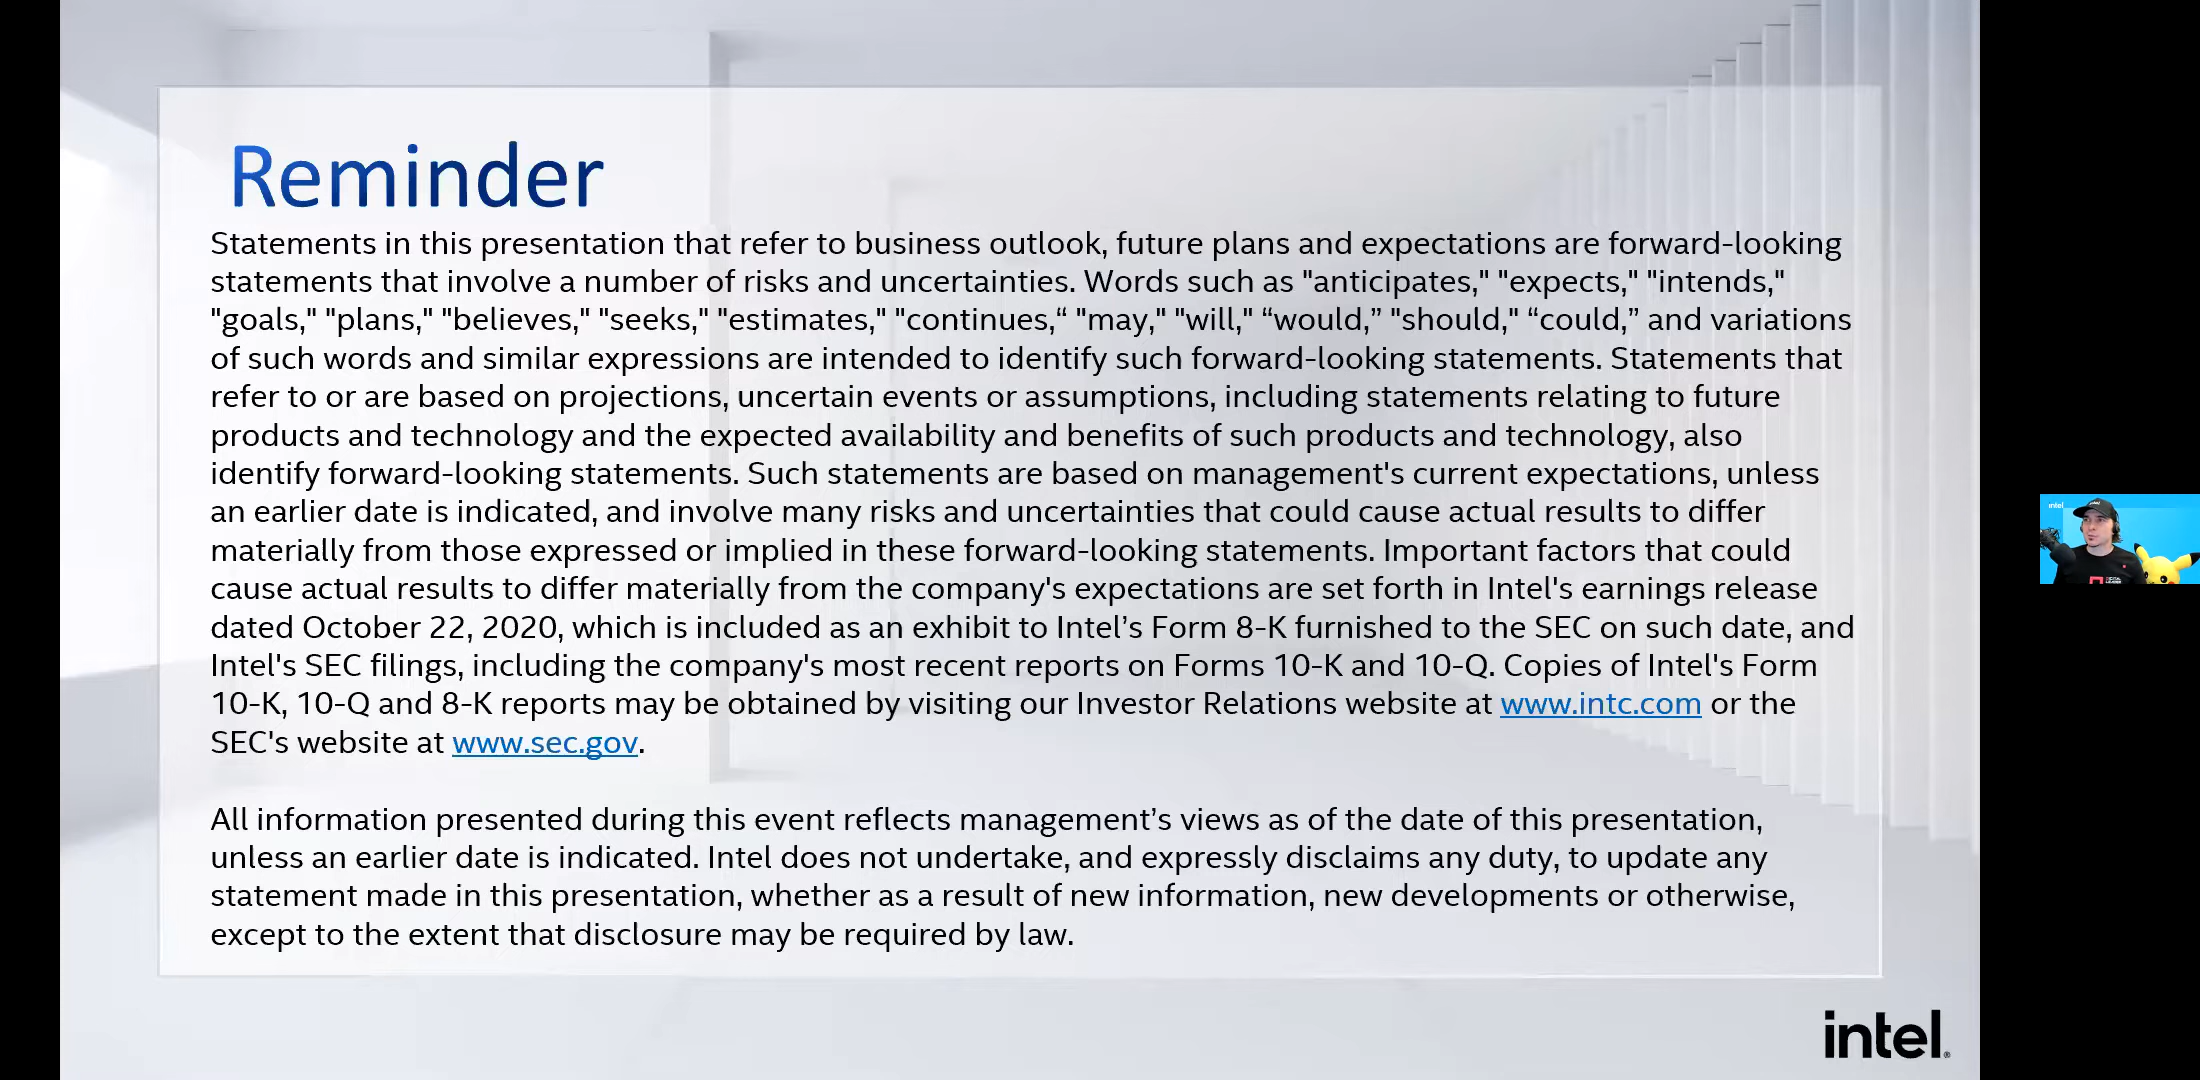 Reminder
Statements in this presentation that refer to business outlook, future plans and expectations are forward-looking
statements that involve a number of risks and uncertainties. Words such as "anticipates," "expects," "intends,"
"goals," "plans," "believes," "seeks," "estimates," "continues,“ "may," "will," “would,” "should," “could,” and variations
of such words and similar expressions are intended to identify such forward-looking statements. Statements that
refer to or are based on projections, uncertain events or assumptions, including statements relating to future
products and technology and the expected availability and benefits of such products and technology, also
identify forward-looking statements. Such statements are based on management's current expectations, unless
an earlier date is indicated, and involve many risks and uncertainties that could cause actual results to differ
materially from those expressed or implied in these forward-looking statements. Important factors that could
cause actual results to differ materially from the company's expectations are set forth in Intel's earnings release
dated October 22, 2020, which is included as an exhibit to Intel’s Form 8-K furnished to the SEC on such date, and
Intel's SEC filings, including the company's most recent reports on Forms 10-K and 10-Q. Copies of Intel's Form
10-K, 10-Q and 8-K reports may be obtained by visiting our Investor Relations website at www.intc.com or the
SEC's website at www.sec.gov.
All information presented during this event reflects management’s views as of the date of this presentation,
unless an earlier date is indicated. Intel does not undertake, and expressly disclaims any duty, to update any
statement made in this presentation, whether as a result of new information, new developments or otherwise,
except to the extent that disclosure may be required by law.
intel
intel®